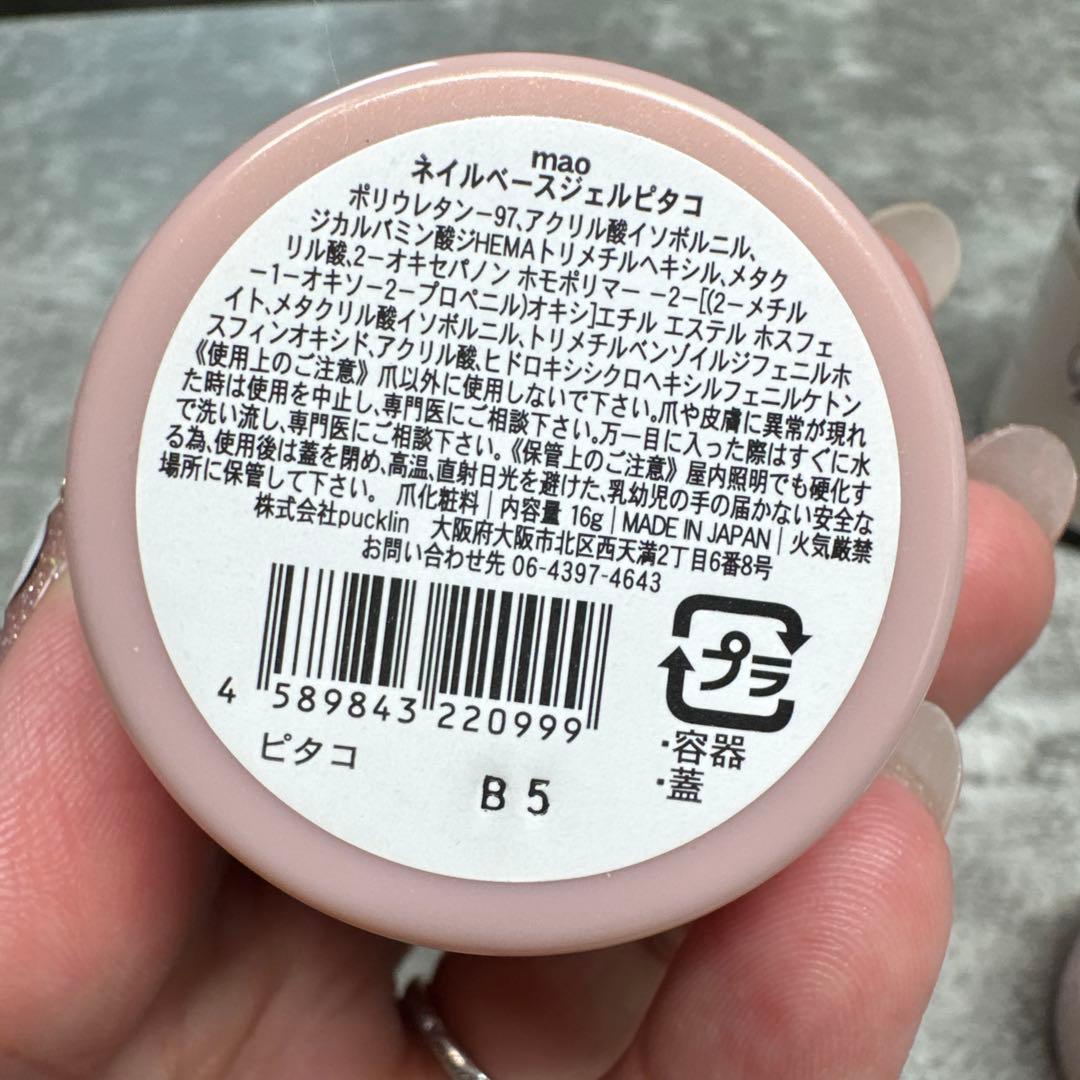 mao
ネイルベースジェルピタコ
ポリウレタン-97、アクリル酸イソボルニル、
ジカルバミン酸ジHEMAトリメチルヘキシル、メタク
リル酸、2-オキセパノン ホモポリマー -2-[(2-メチル
-1-オキソ-2-プロペニル)オキシ]エチル エステル ホスフェ
イト、メタクリル酸イソボルニル、トリメチルベンゾイルジフェニルホ
スフィンオキシド、アクリル酸、ヒドロキシシクロヘキシルフェニルケトン
《使用上のご注意》爪以外に使用しないで下さい。爪や皮膚に異常が現れ
た時は使用を中止し、専門医にご相談下さい。万一目に入った際はすぐに水
で洗い流し、専門医にご相談下さい。《保管上のご注意》屋内照明でも硬化す
る為、使用後は蓋を閉め、高温、直射日光を避けた、乳幼児の手の届かない安全な
場所に保管して下さい。 爪化粧料|内容量 16g|MADE IN JAPAN|火気厳禁
株式会社pucklin 大阪府大阪市北区西天満2丁目6番8号
お問い合わせ先 06-4397-4643
4 589843 220999
プラ
・容器
・蓋
ピタコ
B5